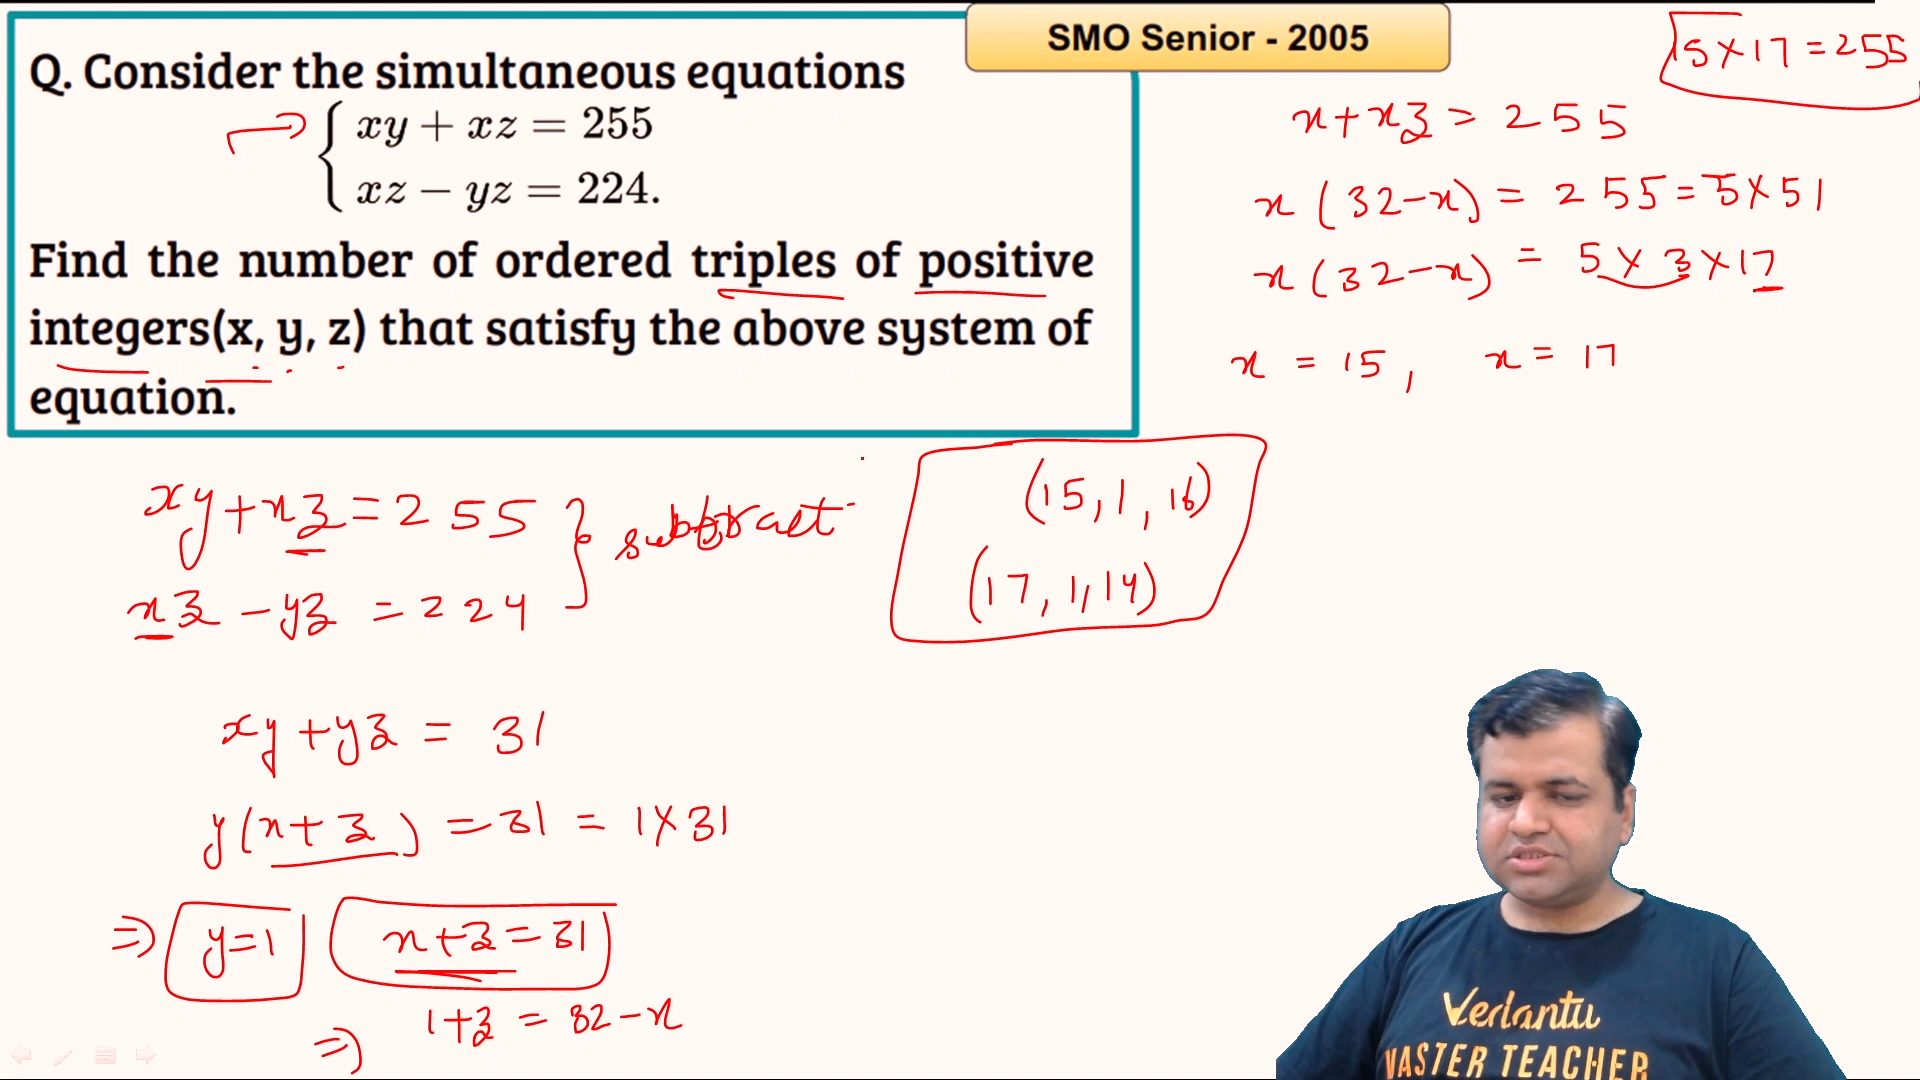 SMO Senior - 2005
Q. Consider the simultaneous equations
xy + xz = 255
xz − yz = 224.
Find the number of ordered triples of positive
integers(x, y, z) that satisfy the above system of
equation.
15×17=255
x+xz = 255
x(32-x) = 255 = 5×51
x(32-x) = 5×3×17
x = 15, x = 17
xy+xz=255
xz-yz=224
subtract
(15,1,16)
(17,1,14)
xy+yz = 31
y(x+z) = 31 = 1×31
⇒ y=1 x+z=31
⇒ 1+z = 32-x
Vedantu
MASTER TEACHER